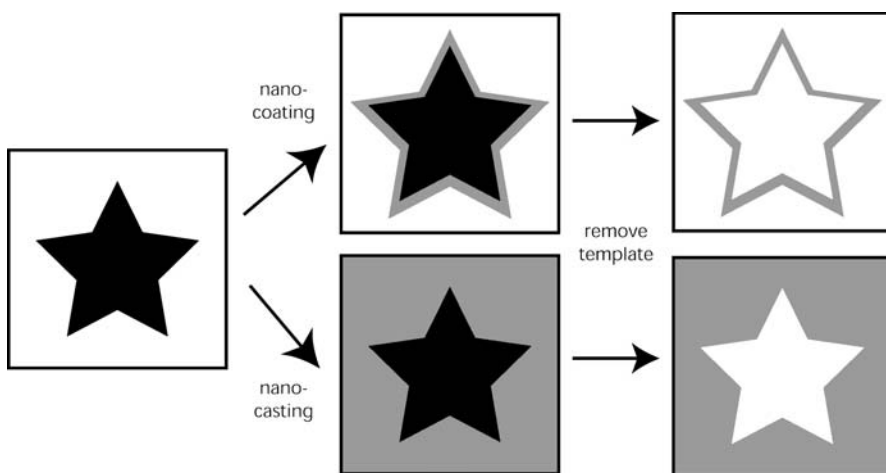 nano-
coating
remove
template
nano-
casting